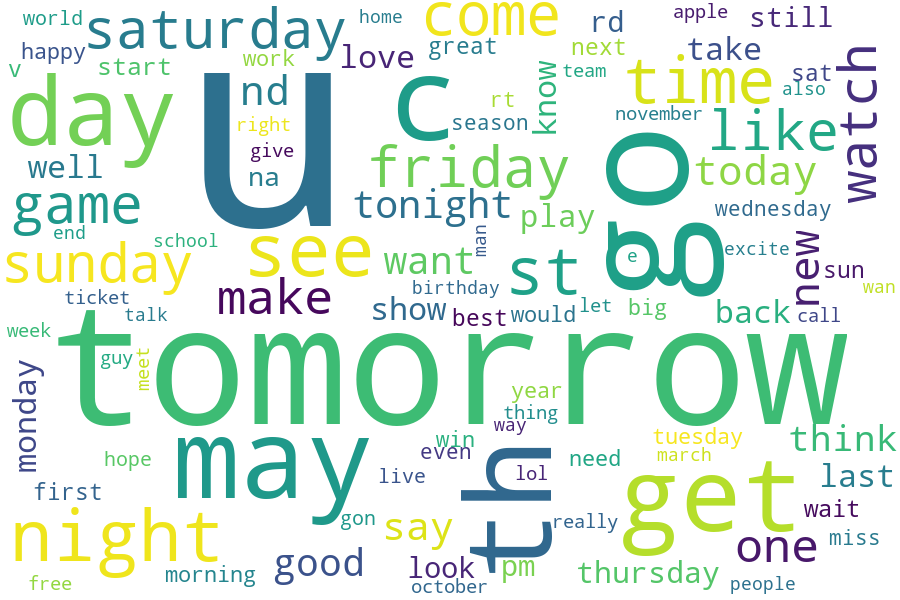 world
saturday
home
come
rd
apple
still
happy
v
start
work
love
great
next
take
day
u
nd
c
rt
know
team
time
sat
also
watch
right
season
november
like
give
well
na
friday
go
today
game
tonight
play
wednesday
end
school
see
man
want
st
e
excite
new
sun
sunday
make
birthday
wan
ticket
talk
show
best
would
let
big
back
call
week
tomorrow
guy
meet
monday
year
thing
way
may
win
even
th
lol
tuesday
march
think
hope
live
need
get
last
first
night
gon
say
really
wait
one
miss
morning
good
look
pm
thursday
free
october
people